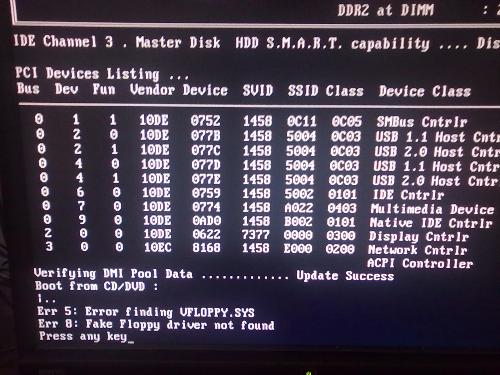 DDR2 at DIMM :
IDE Channel 3 . Master Disk HDD S.M.A.R.T. capability .... Dis
PCI Devices Listing ...
Bus Dev Fun Vendor Device SVID SSID Class Device Class
0 1 1 10DE 0752 1458 0C11 0C05 SMBus Cntrlr
0 2 0 10DE 077B 1458 5004 0C03 USB 1.1 Host Cnt
0 2 1 10DE 077C 1458 5004 0C03 USB 2.0 Host Cnt
0 4 0 10DE 077D 1458 5004 0C03 USB 1.1 Host Cntr
0 4 1 10DE 077E 1458 5004 0C03 USB 2.0 Host Cntr
0 6 0 10DE 0759 1458 5002 0101 IDE Cntrlr
0 7 0 10DE 0774 1458 A022 0403 Multimedia Device
0 9 0 10DE 0AD0 1458 B002 0101 Native IDE Cntrlr
2 0 0 10DE 0622 7377 0000 0300 Display Cntrlr
3 0 0 10EC 8168 1458 E000 0200 Network Cntrlr
ACPI Controller
Verifying DMI Pool Data ............. Update Success
Boot from CD/DVD :
|..
Err 5: Error finding VFLOPPY.SYS
Err 8: Fake Floppy driver not found
Press any key_